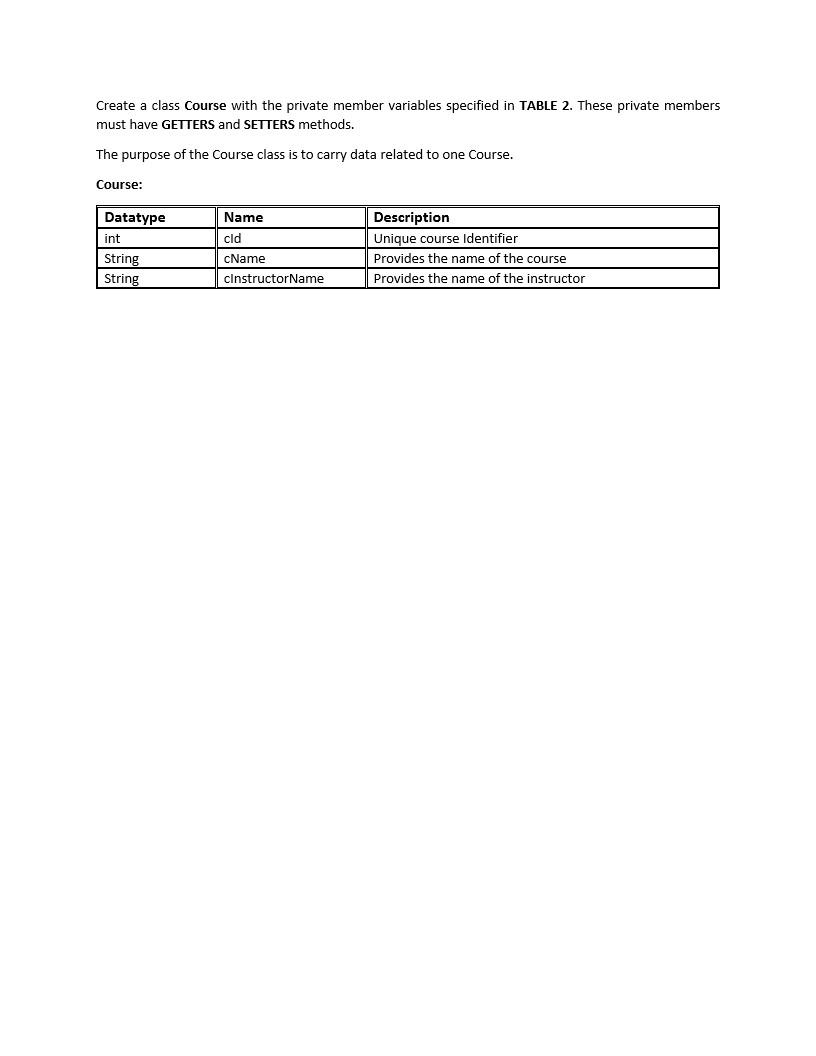 Create a class Course with the private member variables specified in TABLE 2. These private members
must have GETTERS and SETTERS methods.
The purpose of the Course class is to carry data related to one Course.
Course:
Datatype Name Description
int cId Unique course Identifier
String cName Provides the name of the course
String cInstructorName Provides the name of the instructor